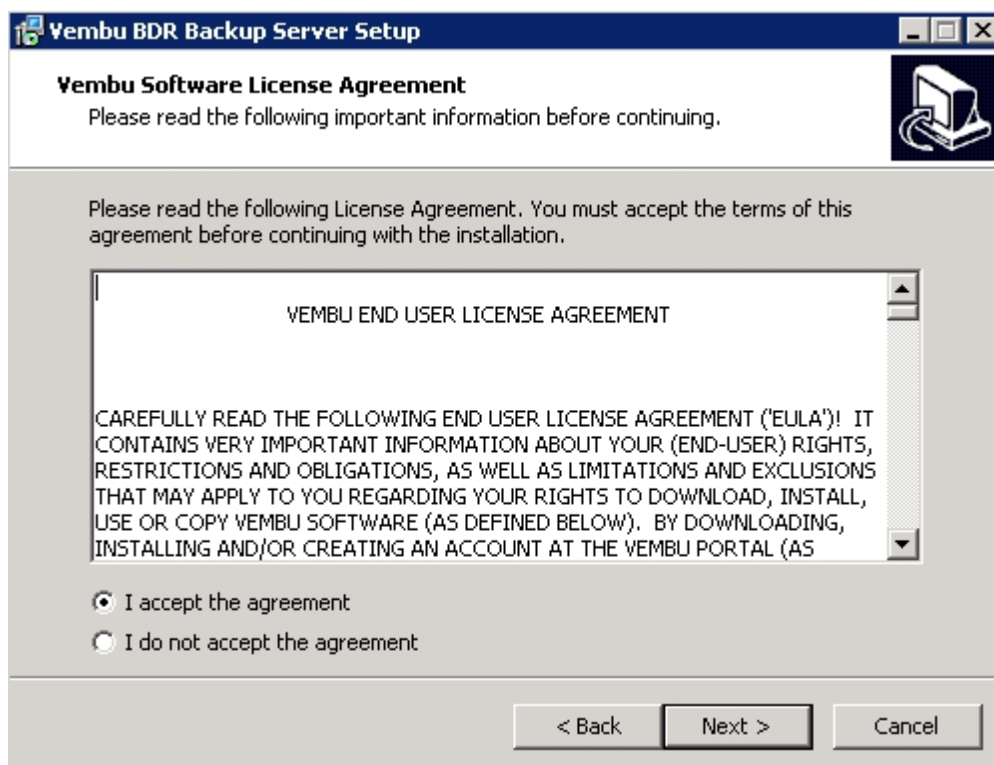 Vembu BDR Backup Server Setup
Vembu Software License Agreement
Please read the following important information before continuing.
Please read the following License Agreement. You must accept the terms of this
agreement before continuing with the installation.
VEMBU END USER LICENSE AGREEMENT
CAREFULLY READ THE FOLLOWING END USER LICENSE AGREEMENT ('EULA')!  IT
CONTAINS VERY IMPORTANT INFORMATION ABOUT YOUR (END-USER) RIGHTS,
RESTRICTIONS AND OBLIGATIONS, AS WELL AS LIMITATIONS AND EXCLUSIONS
THAT MAY APPLY TO YOU REGARDING YOUR RIGHTS TO DOWNLOAD, INSTALL,
USE OR COPY VEMBU SOFTWARE (AS DEFINED BELOW).  BY DOWNLOADING,
INSTALLING AND/OR CREATING AN ACCOUNT AT THE VEMBU PORTAL (AS
I accept the agreement
I do not accept the agreement
< Back
Next >
Cancel